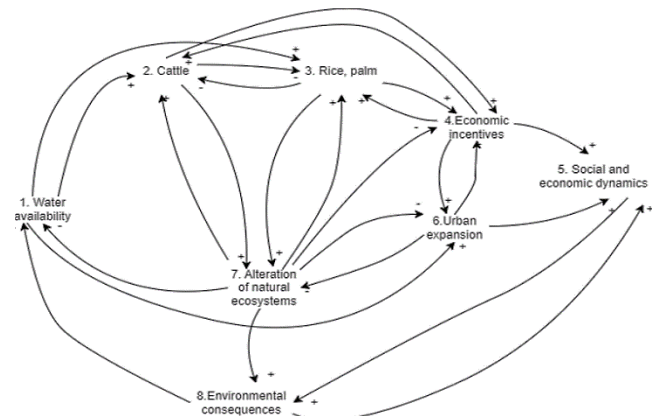 2. Cattle
3. Rice, palm
4.Economic
incentives
5. Social and
economic dynamics
1. Water
availability
6.Urban
expansion
7. Alteration
of natural
ecosystems
8.Environmental
consequences